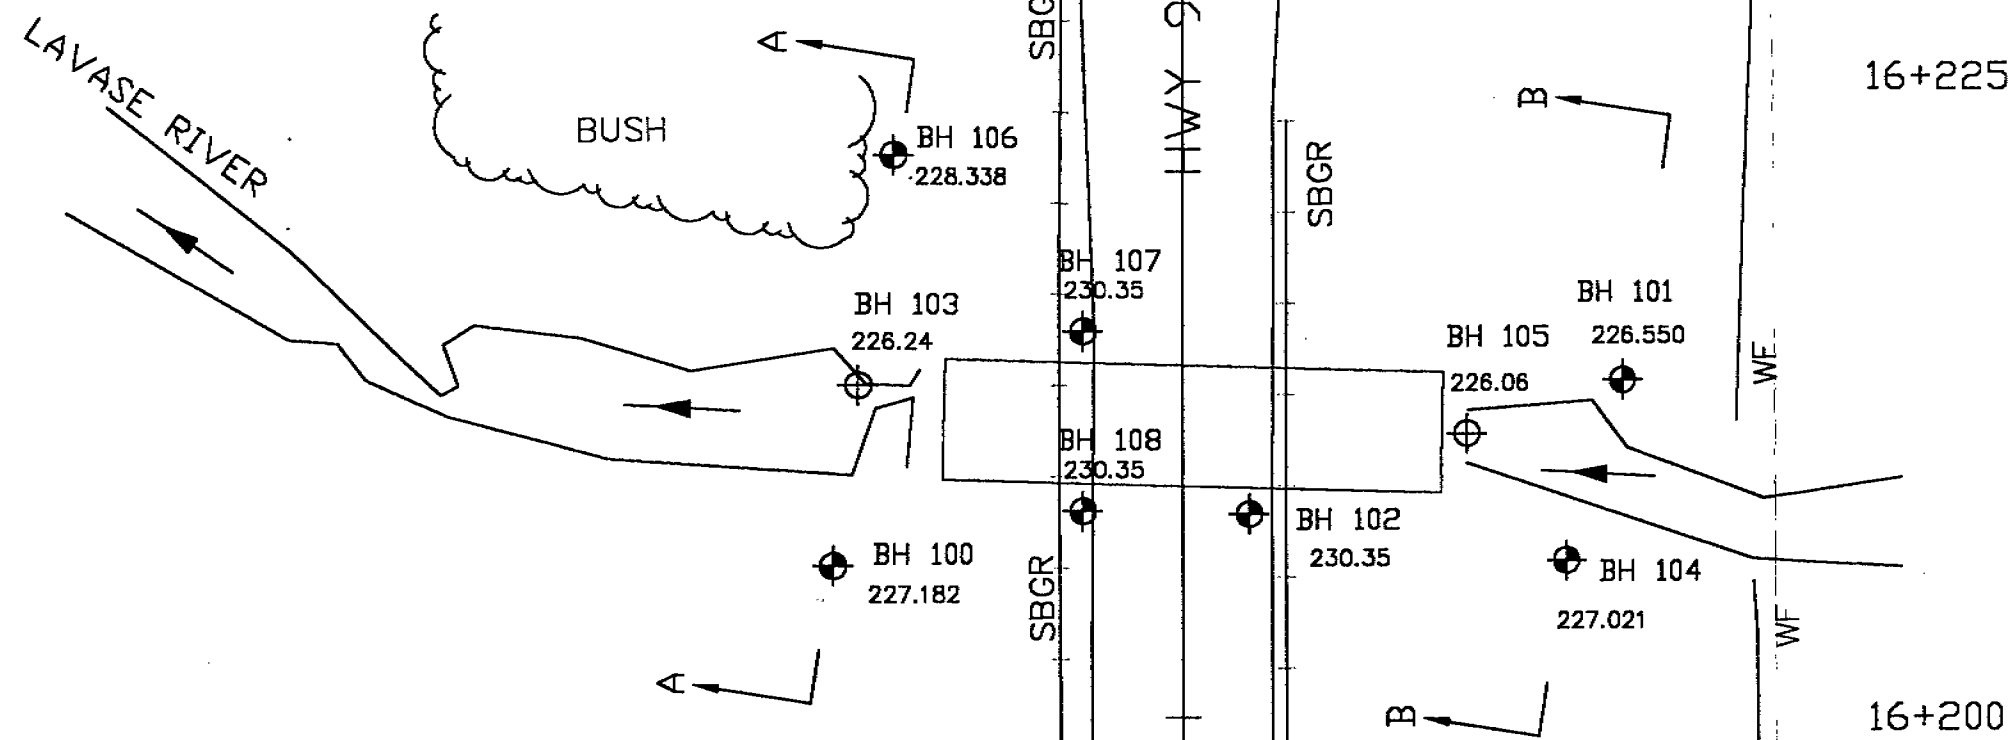 SBG
HWY 9
LAVASE RIVER
A
16+225
B
BUSH
BH 106
228.338
SBGR
BH 107
230.35
BH 101
226.550
BH 103
226.24
BH 105
226.06
WF
BH 108
230.35
BH 102
230.35
BH 100
227.182
BH 104
227.021
SBGR
WF
A
B
16+200